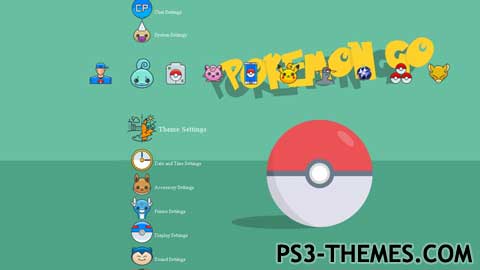 CP
Chat Settings
System Settings
POKEMON GO
Theme Settings
Date and Time Settings
Accessory Settings
Printer Settings
Display Settings
Sound Settings
PS3-THEMES.COM